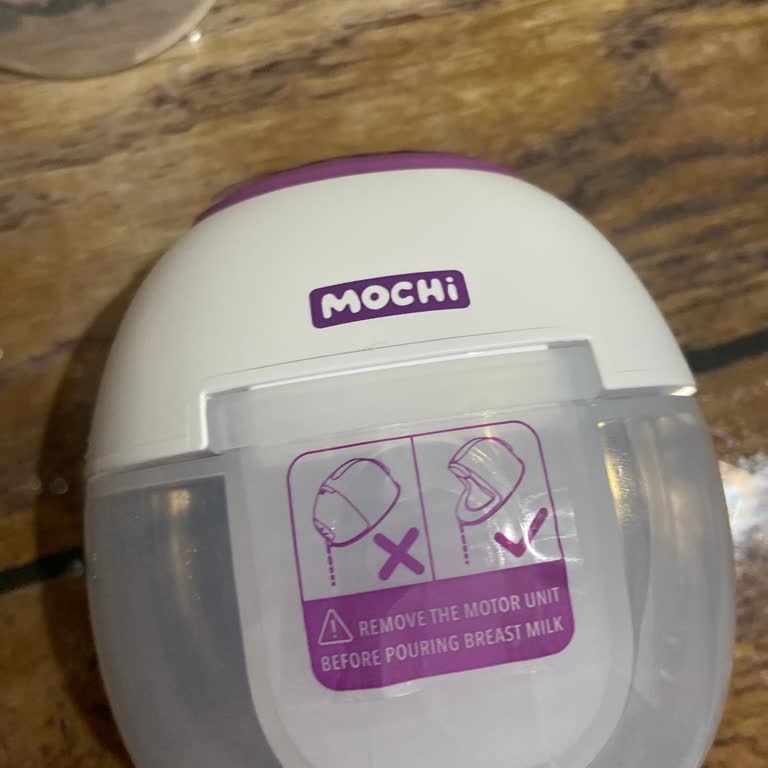 MOCHi
REMOVE THE MOTOR UNIT
BEFORE POURING BREAST MILK